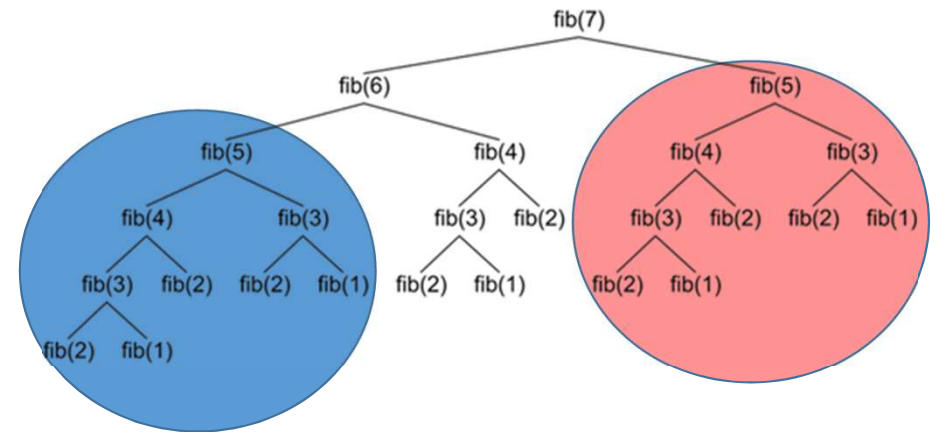 fib(7)
fib(6) fib(5)
fib(5) fib(4) fib(4) fib(3)
fib(4) fib(3) fib(3) fib(2) fib(3) fib(2) fib(2) fib(1)
fib(3) fib(2) fib(2) fib(1) fib(2) fib(1) fib(2) fib(1)
fib(2) fib(1)